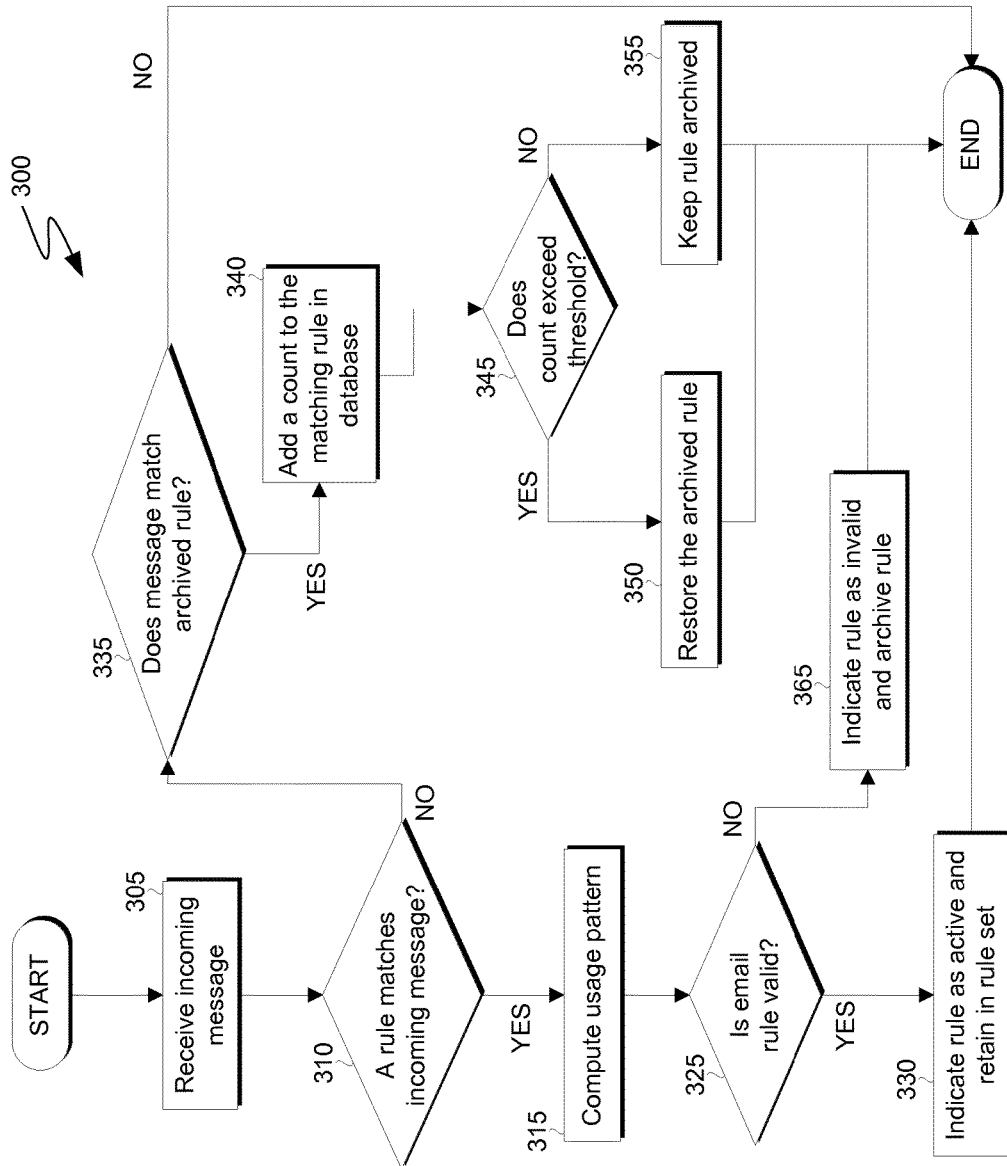 300
START
305
Receive incoming
message
310
A rule matches
incoming message?
NO
YES
315
Compute usage pattern
325
Is email
rule valid?
NO
YES
330
Indicate rule as active and
retain in rule set
335
Does message match
archived rule?
NO
YES
340
Add a count to the
matching rule in
database
345
Does
count exceed
threshold?
YES
NO
350
Restore the archived rule
355
Keep rule archived
365
Indicate rule as invalid
and archive rule
END